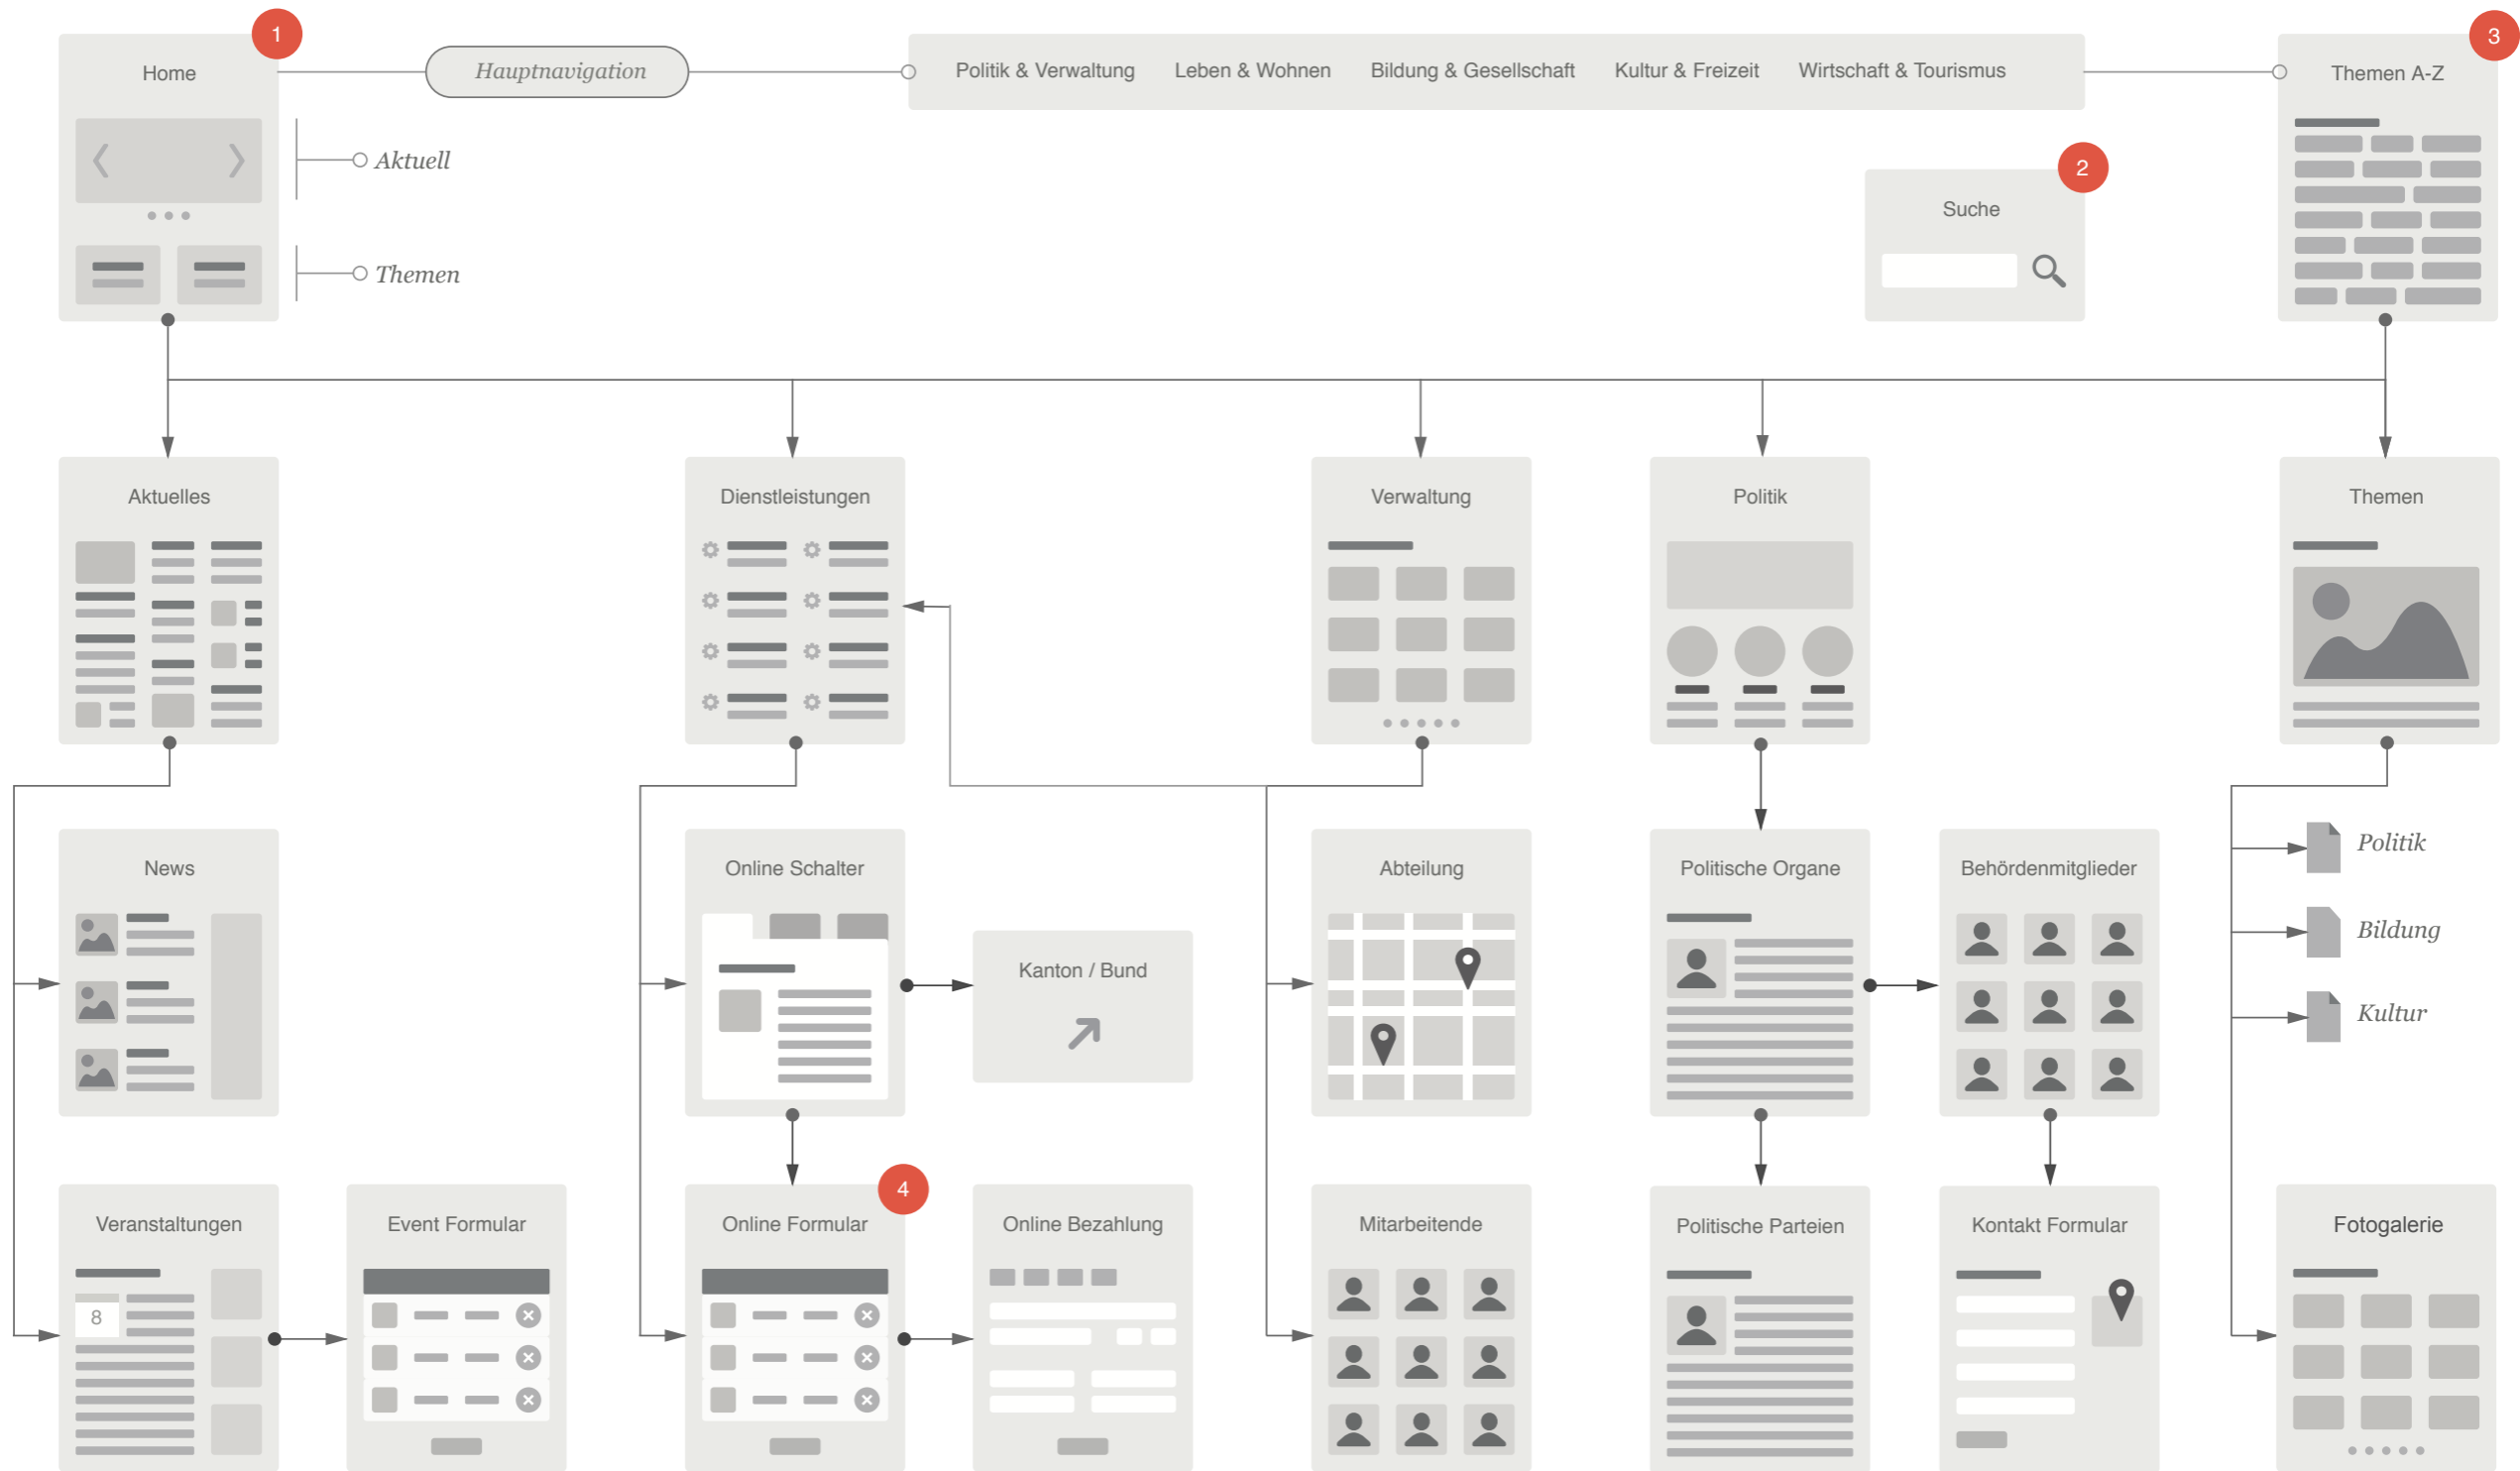 1
3
Home
Hauptnavigation
Politik & Verwaltung
Leben & Wohnen
Bildung & Gesellschaft
Kultur & Freizeit
Wirtschaft & Tourismus
Themen A-Z
Aktuell
2
Suche
Themen
Aktuelles
Dienstleistungen
Verwaltung
Politik
Themen
News
Online Schalter
Abteilung
Politische Organe
Behördenmitglieder
Politik
Bildung
Kanton / Bund
Kultur
4
Veranstaltungen
Event Formular
Online Formular
Online Bezahlung
Mitarbeitende
Politische Parteien
Kontakt Formular
Fotogalerie
8